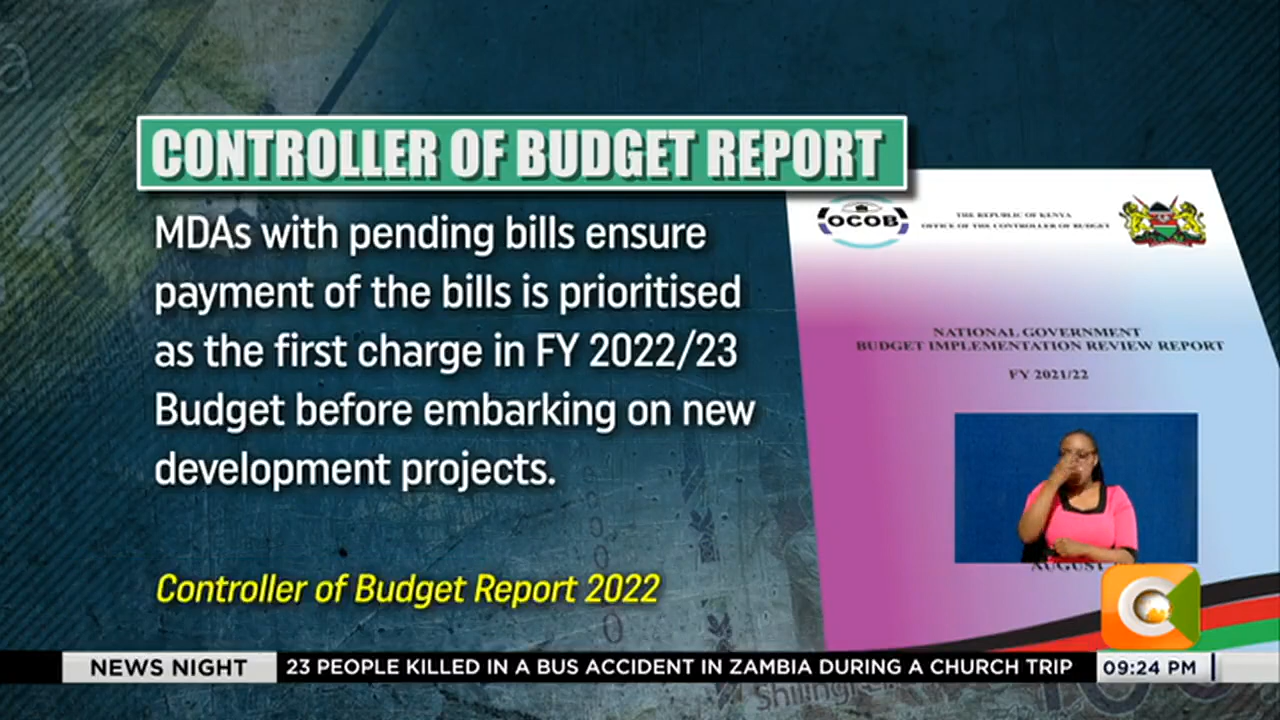 CONTROLLER OF BUDGET REPORT
MDAs with pending bills ensure
payment of the bills is prioritised
as the first charge in FY 2022/23
Budget before embarking on new
development projects.
Controller of Budget Report 2022
OCOB
THE REPUBLIC OF KENYA
OFFICE OF THE CONTROLLER OF BUDGET
NATIONAL GOVERNMENT
BUDGET IMPLEMENTATION REVIEW REPORT
FY 2021/22
AUGUST
NEWS NIGHT
23 PEOPLE KILLED IN A BUS ACCIDENT IN ZAMBIA DURING A CHURCH TRIP
09:24 PM